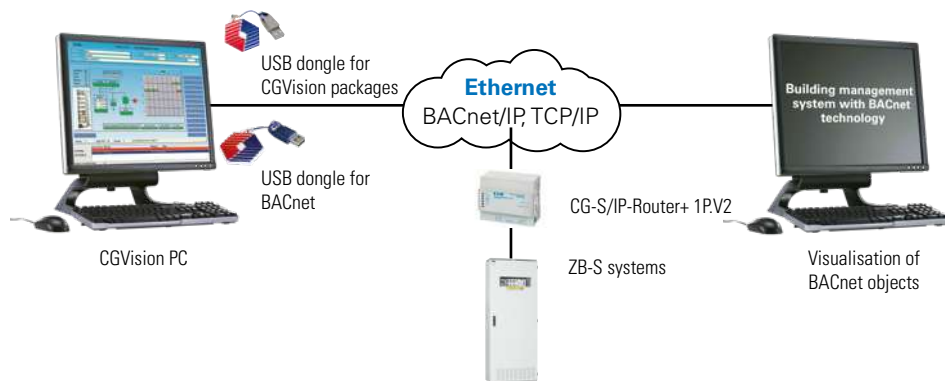 USB dongle for
CGVision packages
Ethernet
BACnet/IP, TCP/IP
Building management
system with BACnet
technology
USB dongle for
BACnet
CG-S/IP-Router+ 1P.V2
CGVision PC
ZB-S systems
Visualisation of
BACnet objects